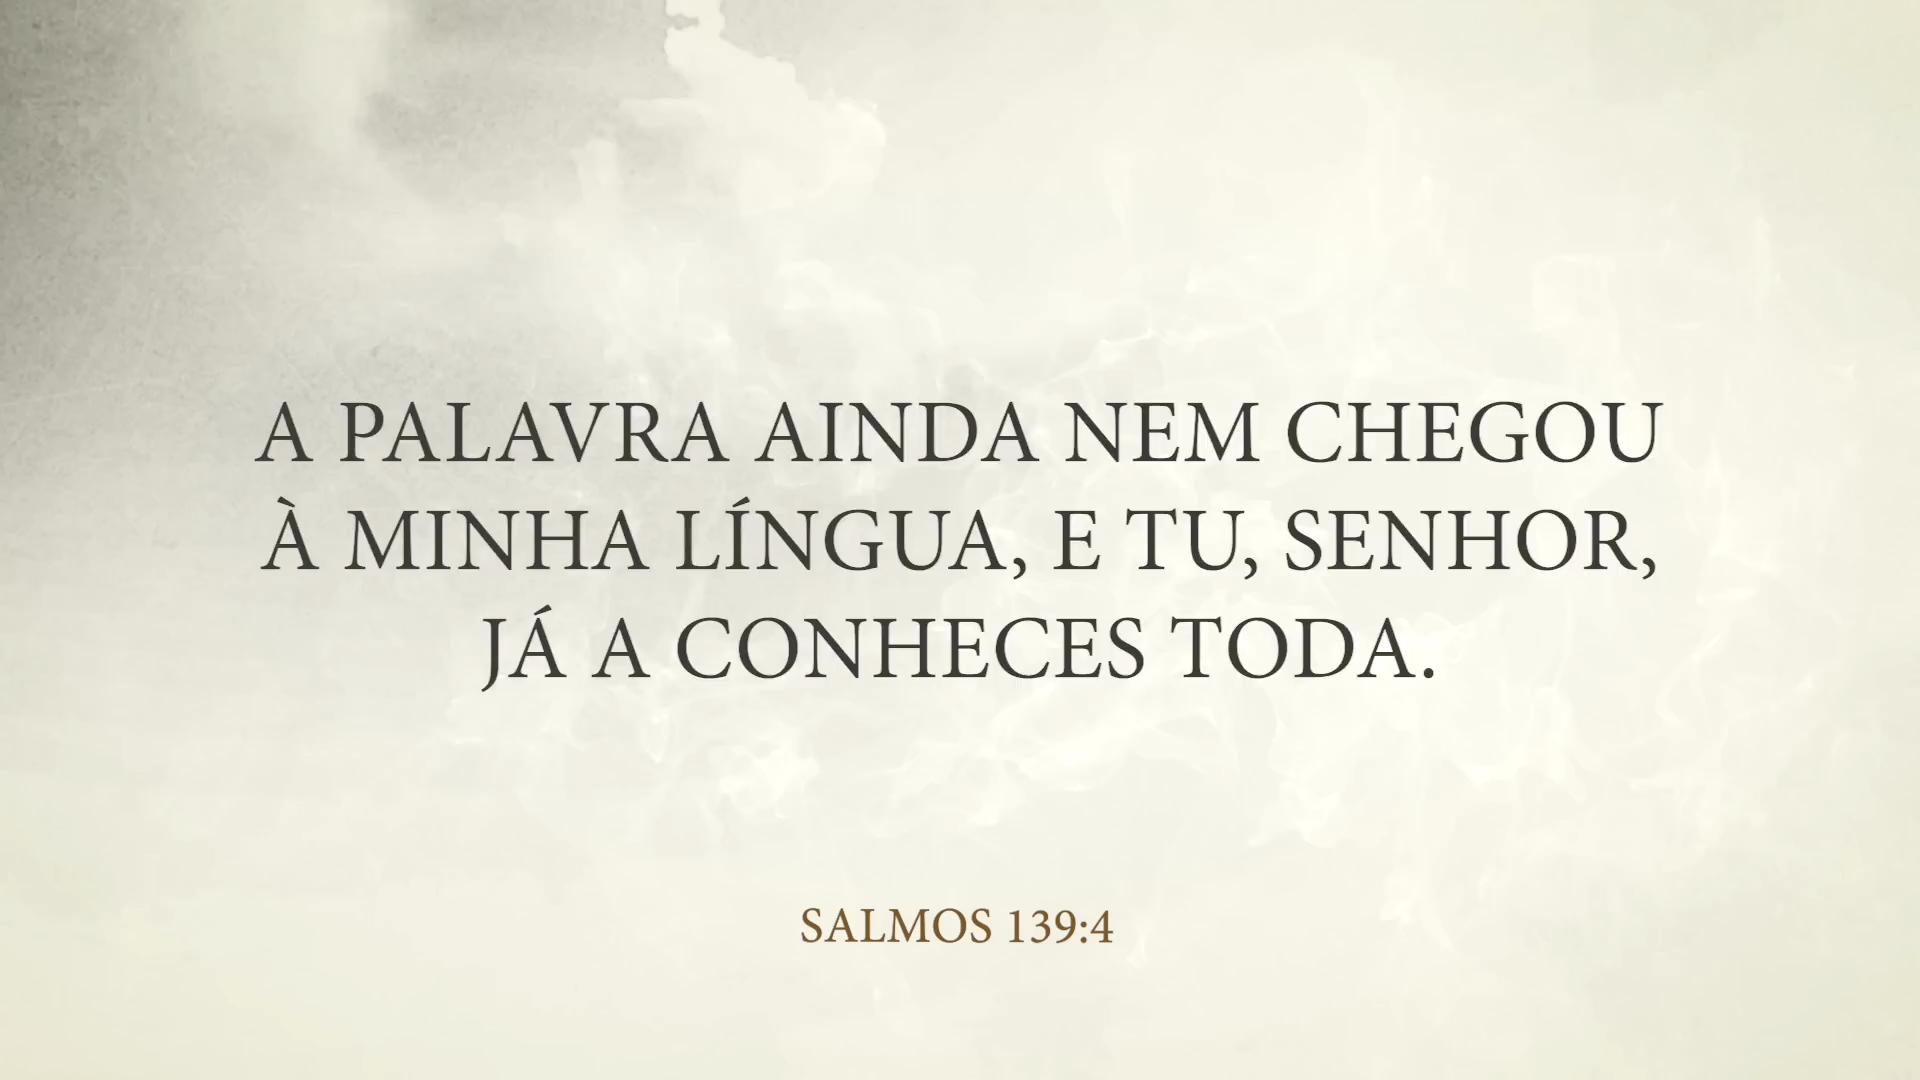 A PALAVRA AINDA NEM CHEGOU
À MINHA LÍNGUA, E TU, SENHOR,
JÁ A CONHECES TODA.
SALMOS 139:4